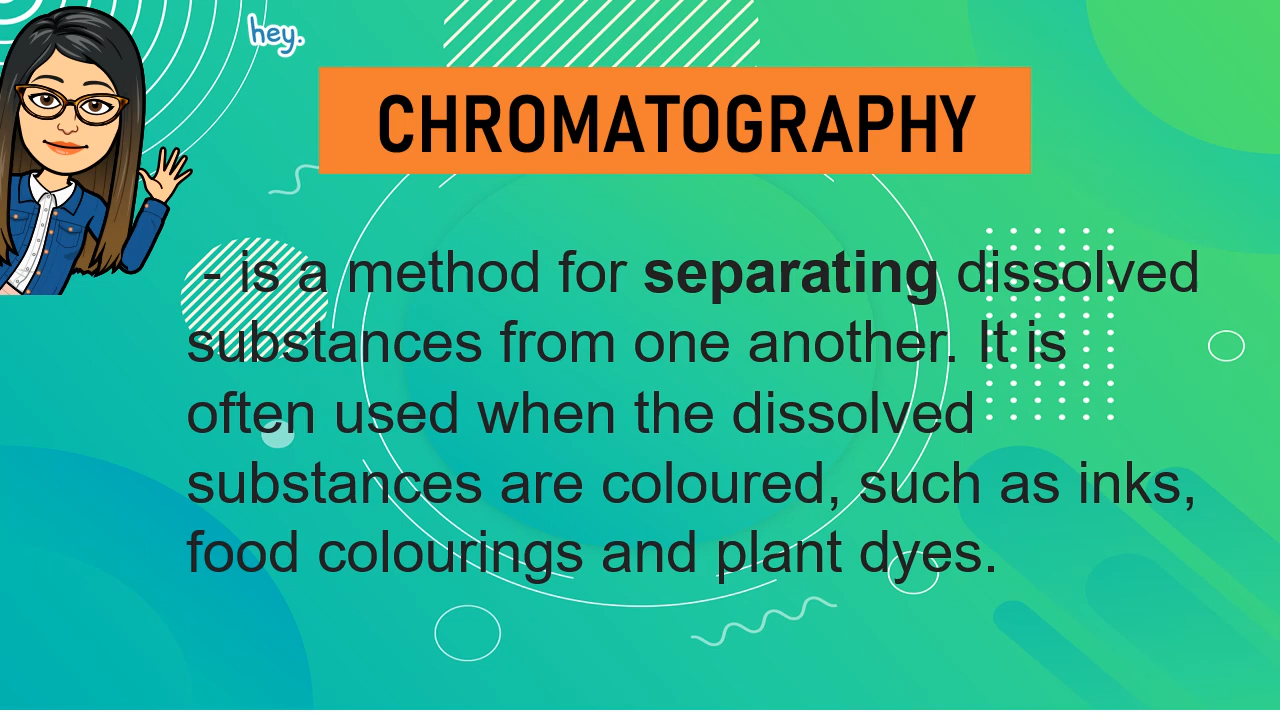 hey.
CHROMATOGRAPHY
- is a method for separating dissolved
substances from one another. It is
often used when the dissolved
substances are coloured, such as inks,
food colourings and plant dyes.